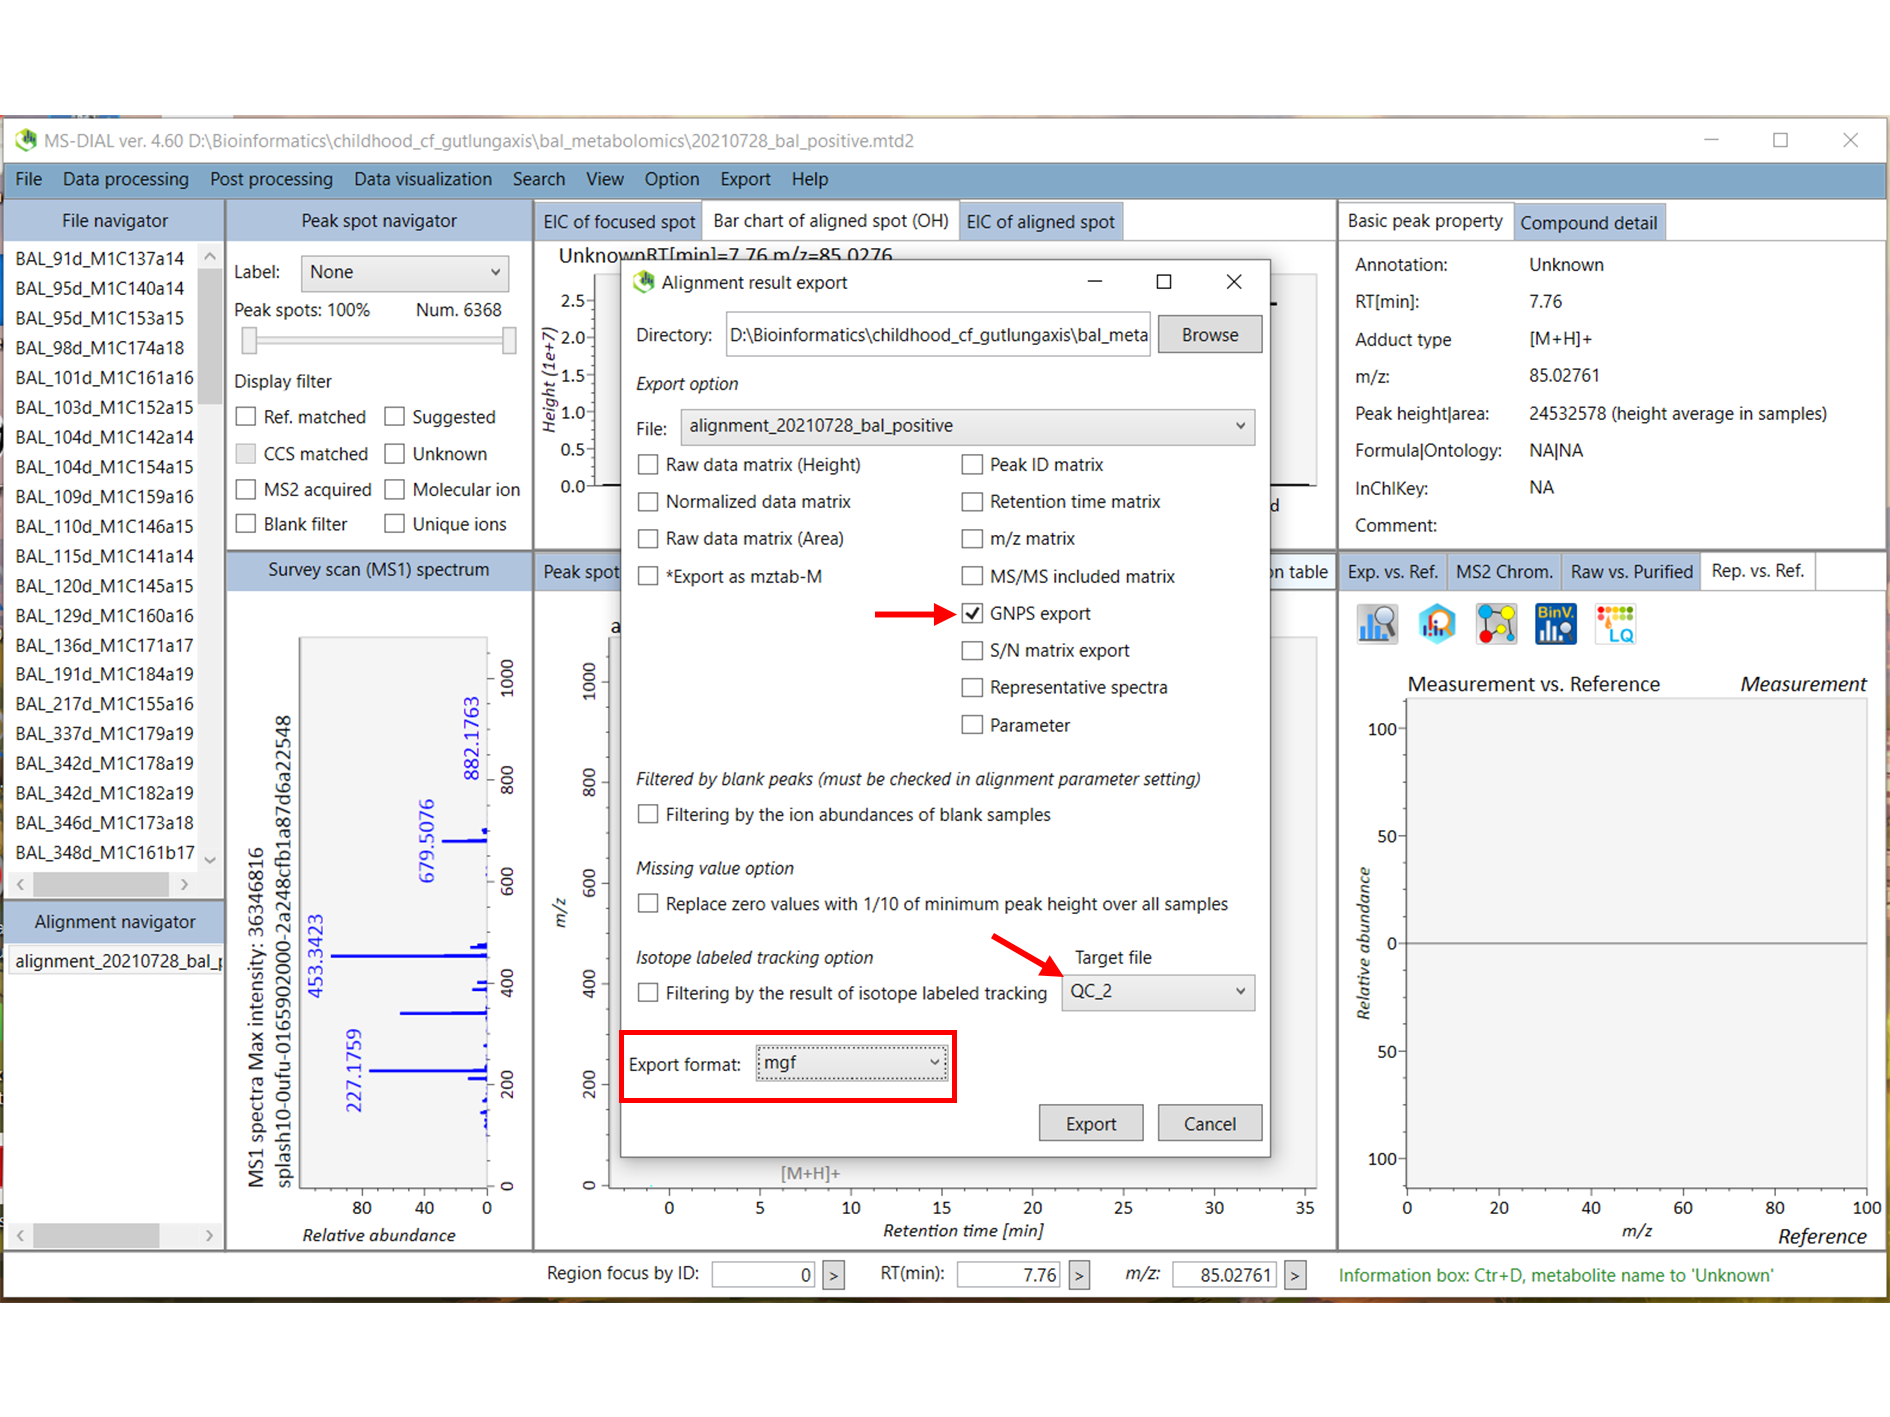 MS-DIAL ver. 4.60 D:\Bioinformatics\childhood_cf_gutlungaxis\bal_metabolomics\20210728_bal_positive.mtd2
File Data processing Post processing Data visualization Search View Option Export Help
File navigator
BAL_91d_M1C137a14
BAL_95d_M1C140a14
BAL_95d_M1C153a15
BAL_98d_M1C174a18
BAL_101d_M1C161a16
BAL_103d_M1C152a15
BAL_104d_M1C142a14
BAL_104d_M1C154a15
BAL_109d_M1C159a16
BAL_110d_M1C146a15
BAL_115d_M1C141a14
BAL_120d_M1C145a15
BAL_129d_M1C160a16
BAL_136d_M1C171a17
BAL_191d_M1C184a19
BAL_217d_M1C155a16
BAL_337d_M1C179a19
BAL_342d_M1C178a19
BAL_342d_M1C182a19
BAL_346d_M1C173a18
BAL_348d_M1C161b17
Alignment navigator
alignment_20210728_bal_p
Peak spot navigator
Label: None
Peak spots: 100% Num. 6368
Display filter
Ref. matched Suggested
CCS matched Unknown
MS2 acquired Molecular ion
Blank filter Unique ions
Survey scan (MS1) spectrum
MS1 spectra Max intensity: 36346816
splash10-0ufu-0165902000-2a248cfb1a87d6a22548
882.1763
679.5076
453.3423
227.1759
1000
800
600
400
200
0
80 40 0
Relative abundance
EIC of focused spot Bar chart of aligned spot (OH) EIC of aligned spot
UnknownRT[min]=7.76 m/z=85.0276
Height (1e+7)
2.5
2.0
1.5
1.0
0.5
0.0
d
Peak spot
on table
a
m/z
1000
800
600
400
200
0
[M+H]+
0 5 10 15 20 25 30 35
Retention time [min]
Alignment result export
Directory: D:\Bioinformatics\childhood_cf_gutlungaxis\bal_meta Browse
Export option
File: alignment_20210728_bal_positive
Raw data matrix (Height) Peak ID matrix
Normalized data matrix Retention time matrix
Raw data matrix (Area) m/z matrix
*Export as mztab-M MS/MS included matrix
GNPS export
S/N matrix export
Representative spectra
Parameter
Filtered by blank peaks (must be checked in alignment parameter setting)
Filtering by the ion abundances of blank samples
Missing value option
Replace zero values with 1/10 of minimum peak height over all samples
Isotope labeled tracking option Target file
Filtering by the result of isotope labeled tracking QC_2
Export format: mgf
Export Cancel
Basic peak property Compound detail
Annotation: Unknown
RT[min]: 7.76
Adduct type [M+H]+
m/z: 85.02761
Peak height|area: 24532578 (height average in samples)
Formula|Ontology: NA|NA
InChIKey: NA
Comment:
Exp. vs. Ref. MS2 Chrom. Raw vs. Purified Rep. vs. Ref.
BinV.
LQ
Measurement vs. Reference Measurement
Relative abundance
100
50
0
50
100
0 20 40 60 80 100
m/z
Reference
Region focus by ID: 0 > RT(min): 7.76 > m/z: 85.02761 >
Information box: Ctr+D, metabolite name to 'Unknown'